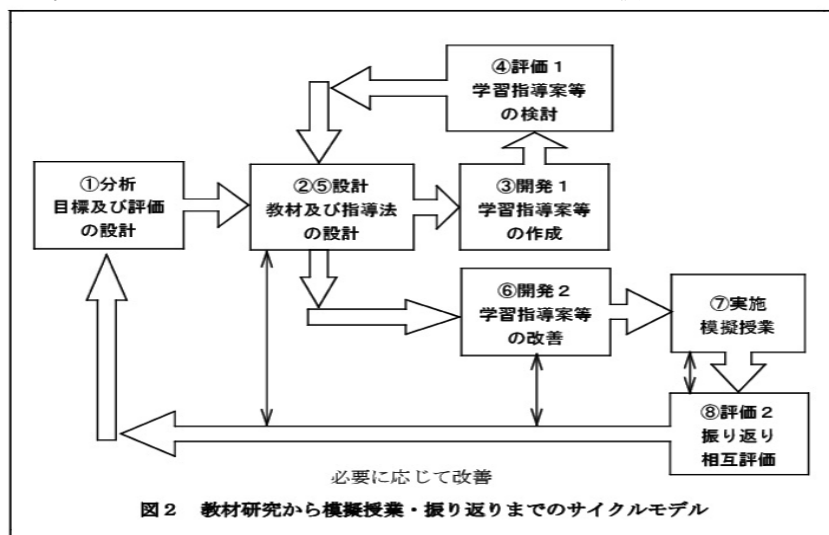 ④評価１
学習指導案等
の検討
①分析
目標及び評価
の設計
②⑤設計
教材及び指導法
の設計
③開発１
学習指導案等
の作成
⑥開発２
学習指導案等
の改善
⑦実施
模擬授業
⑧評価２
振り返り
相互評価
必要に応じて改善
図２　教材研究から模擬授業・振り返りまでのサイクルモデル